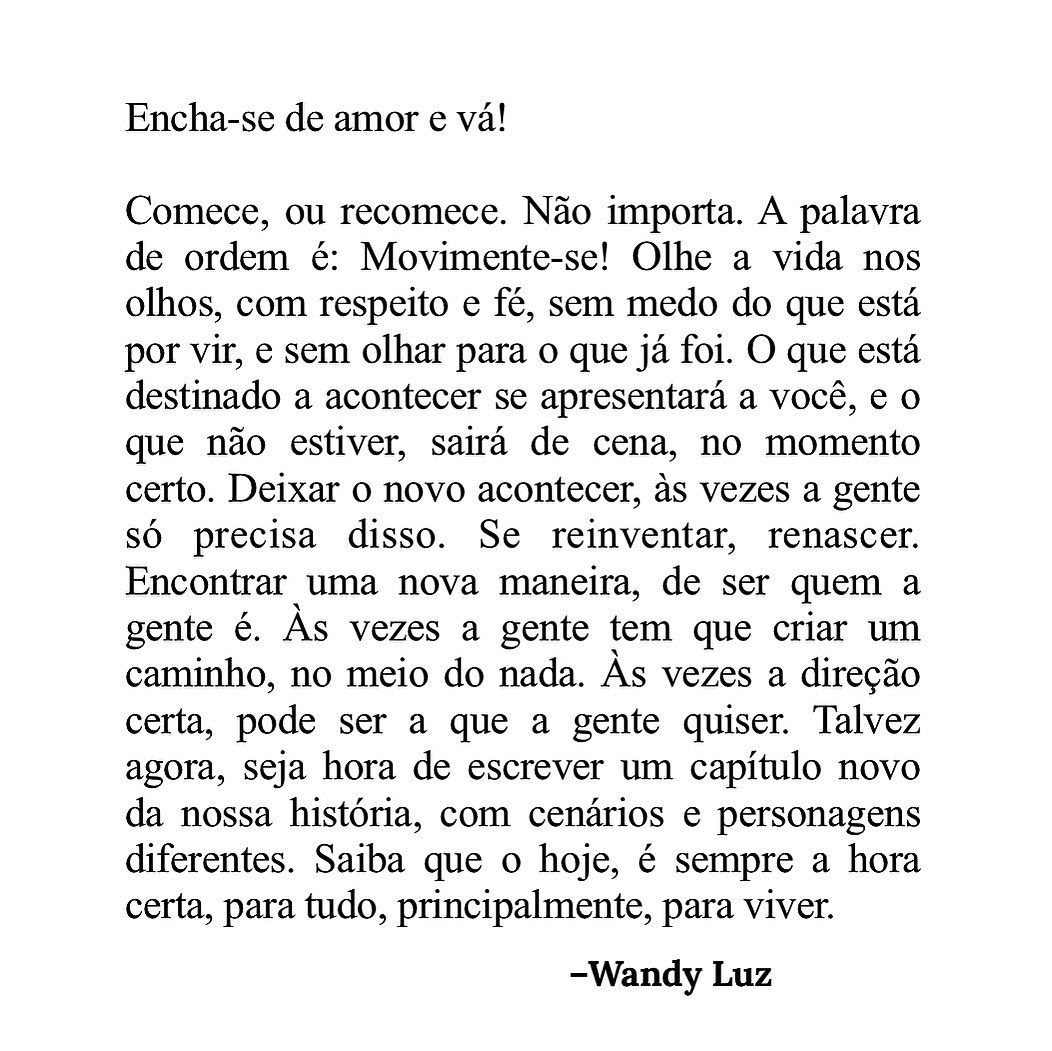 Encha-se de amor e vá!
Comece, ou recomece. Não importa. A palavra
de ordem é: Movimente-se! Olhe a vida nos
olhos, com respeito e fé, sem medo do que está
por vir, e sem olhar para o que já foi. O que está
destinado a acontecer se apresentará a você, e o
que não estiver, sairá de cena, no momento
certo. Deixar o novo acontecer, às vezes a gente
só precisa disso. Se reinventar, renascer.
Encontrar uma nova maneira, de ser quem a
gente é. Às vezes a gente tem que criar um
caminho, no meio do nada. Às vezes a direção
certa, pode ser a que a gente quiser. Talvez
agora, seja hora de escrever um capítulo novo
da nossa história, com cenários e personagens
diferentes. Saiba que o hoje, é sempre a hora
certa, para tudo, principalmente, para viver.
–Wandy Luz